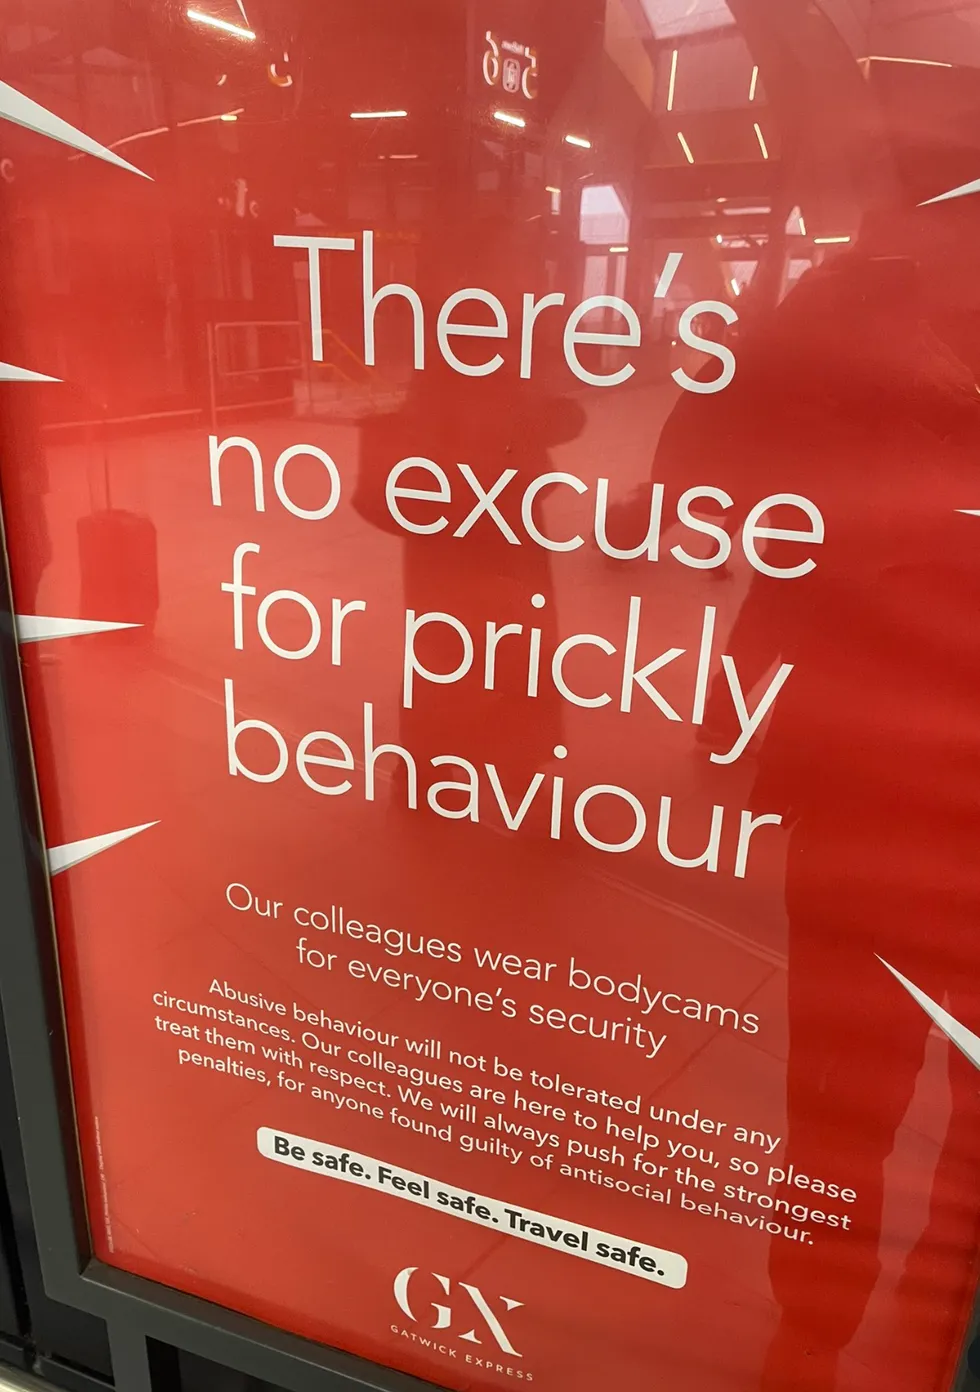 There's
no excuse
for prickly
behaviour
Our colleagues wear bodycams
for everyone's security
Abusive behaviour will not be tolerated under any
circumstances. Our colleagues are here to help you, so please
treat them with respect. We will always push for the strongest
penalties, for anyone found guilty of antisocial behaviour.
Be safe. Feel safe. Travel safe.
GX
GATWICK EXPRESS